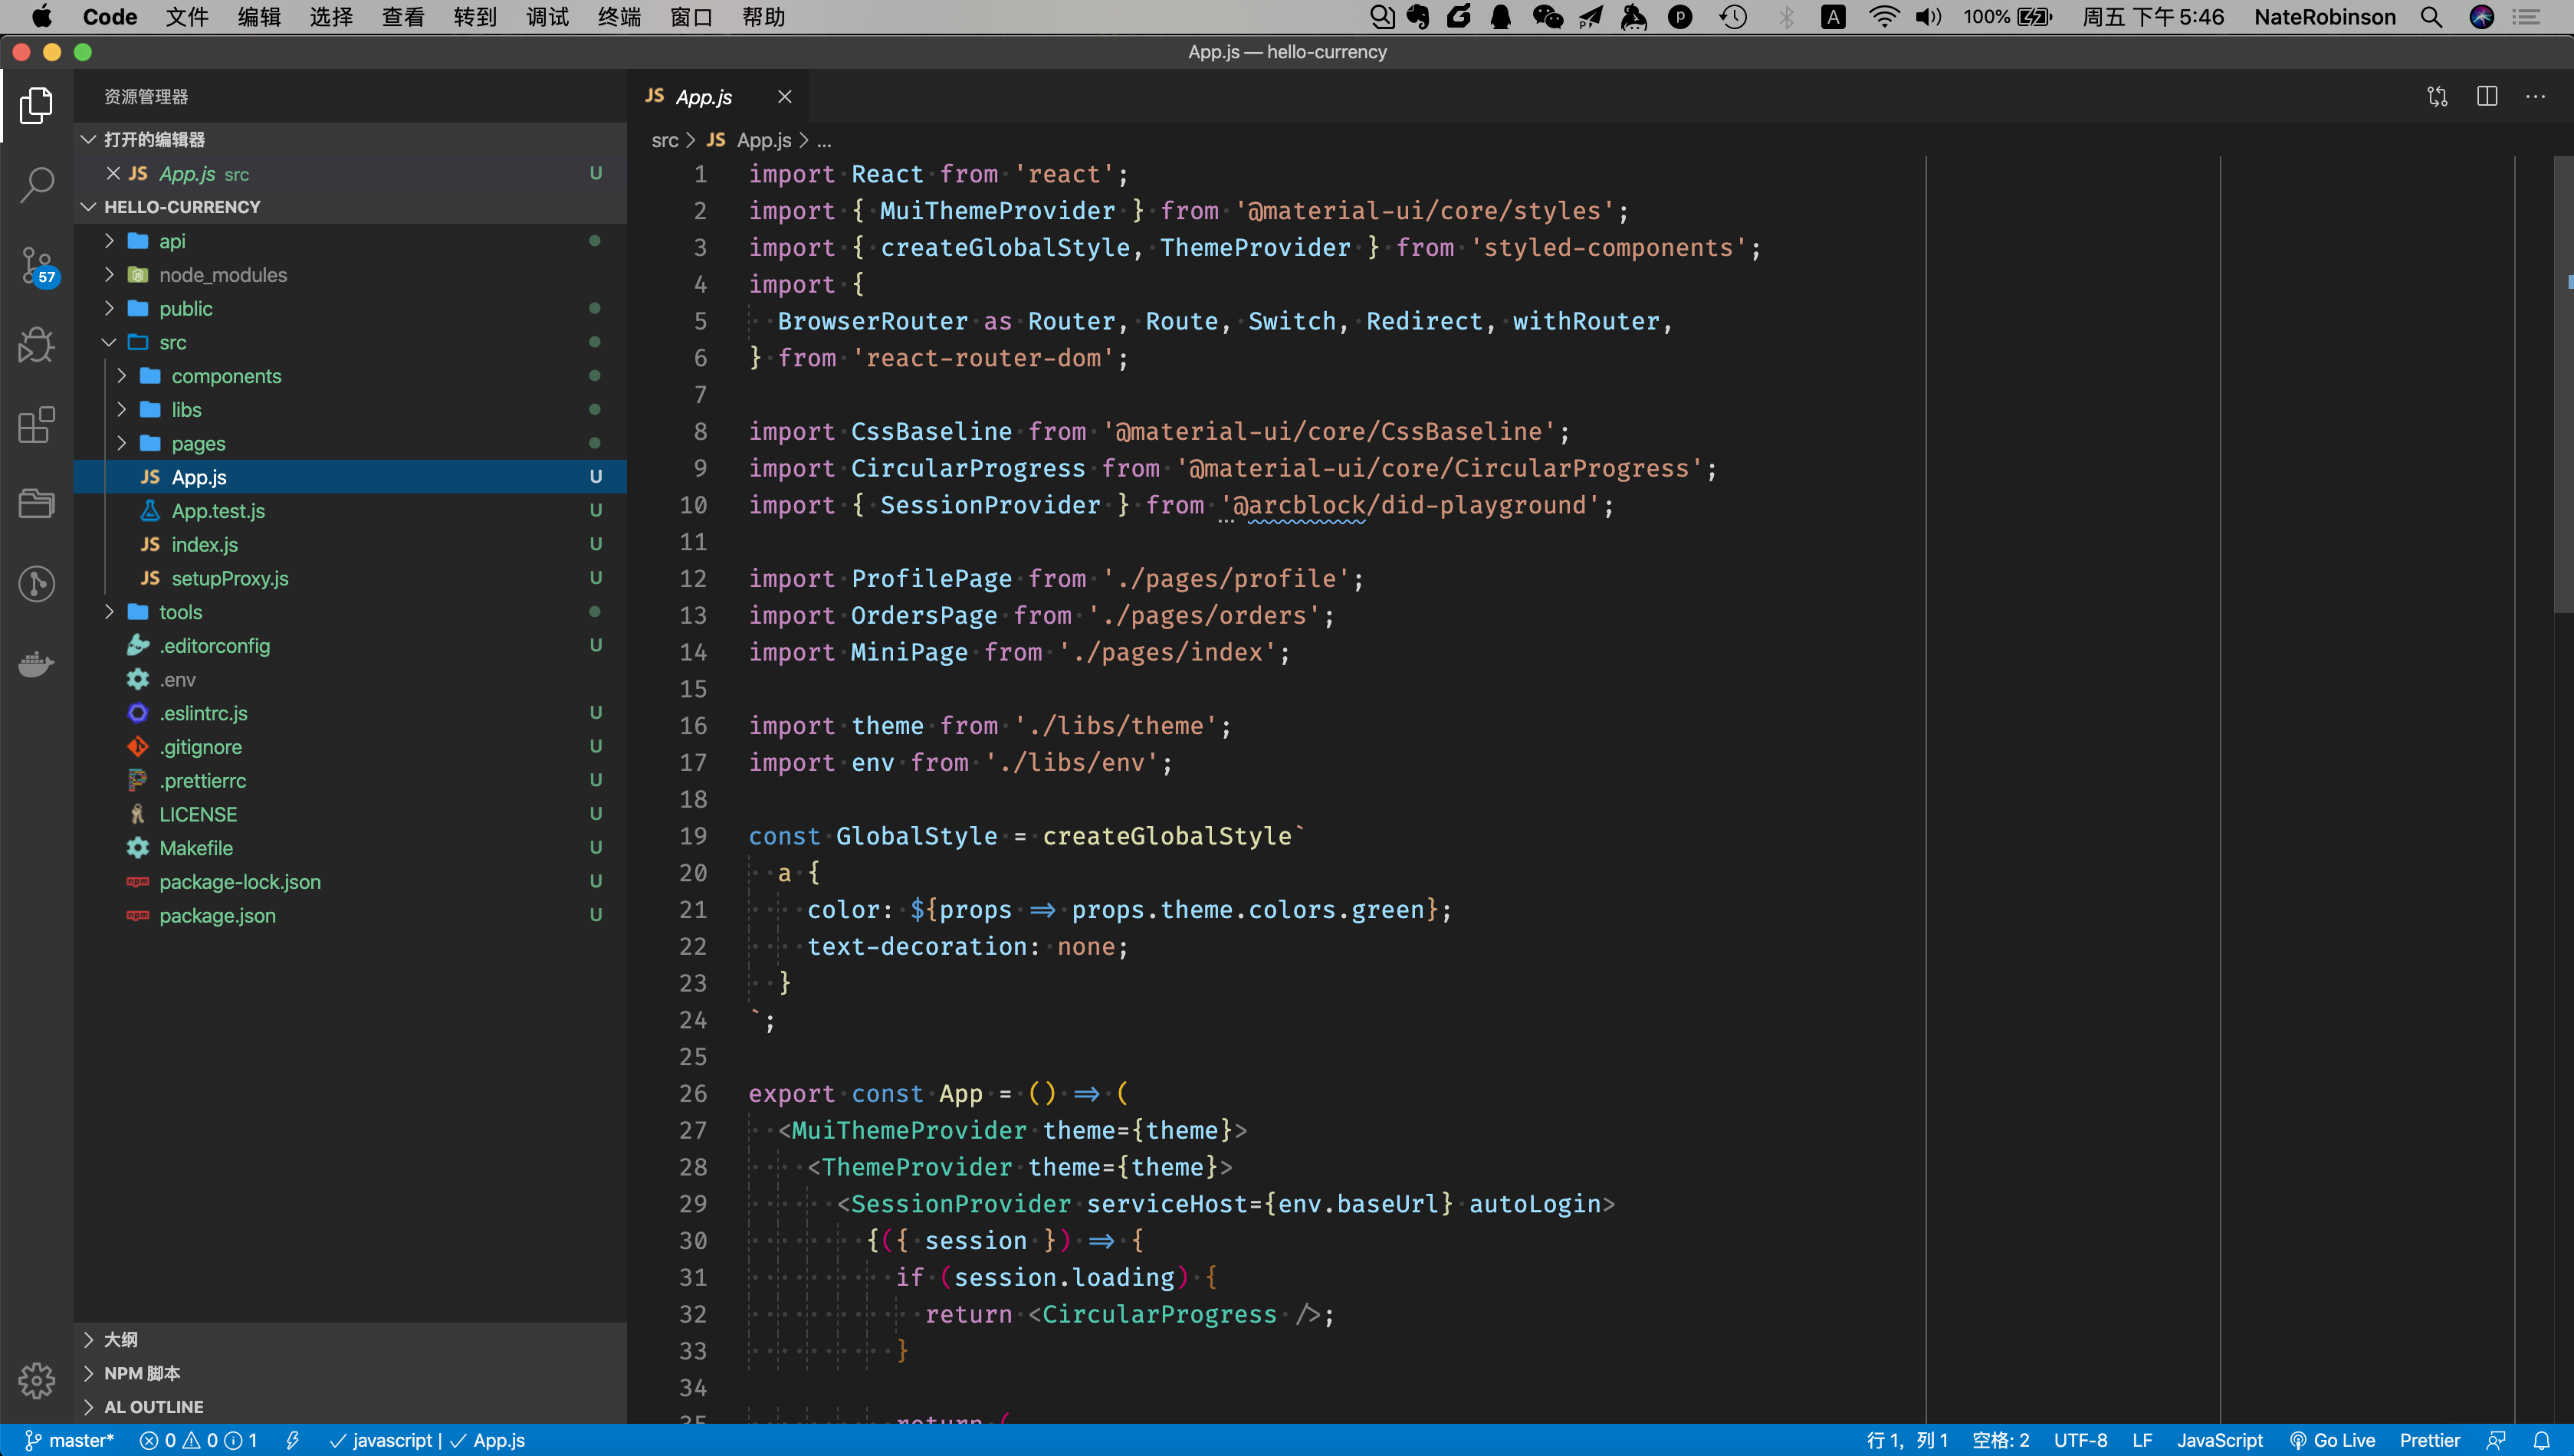 Code 文件 编辑 选择 查看 转到 调试 终端 窗口 帮助 A 100% 周五 下午 5:46 NateRobinson
App.js — hello-currency
资源管理器
打开的编辑器
JS App.js src U
HELLO-CURRENCY
api
node_modules
public
src
components
libs
pages
JS App.js U
App.test.js U
JS index.js U
JS setupProxy.js U
tools
.editorconfig U
.env
.eslintrc.js U
.gitignore U
.prettierrc U
LICENSE U
Makefile U
package-lock.json U
package.json U
大纲
NPM 脚本
AL OUTLINE
57
JS App.js
src > JS App.js > ...
1 import React from 'react';
2 import { MuiThemeProvider } from '@material-ui/core/styles';
3 import { createGlobalStyle, ThemeProvider } from 'styled-components';
4 import {
5 BrowserRouter as Router, Route, Switch, Redirect, withRouter,
6 } from 'react-router-dom';
7
8 import CssBaseline from '@material-ui/core/CssBaseline';
9 import CircularProgress from '@material-ui/core/CircularProgress';
10 import { SessionProvider } from '@arcblock/did-playground';
11
12 import ProfilePage from './pages/profile';
13 import OrdersPage from './pages/orders';
14 import MiniPage from './pages/index';
15
16 import theme from './libs/theme';
17 import env from './libs/env';
18
19 const GlobalStyle = createGlobalStyle`
20 a {
21 color: ${props => props.theme.colors.green};
22 text-decoration: none;
23 }
24 `;
25
26 export const App = () => (
27 <MuiThemeProvider theme={theme}>
28 <ThemeProvider theme={theme}>
29 <SessionProvider serviceHost={env.baseUrl} autoLogin>
30 {({ session }) => {
31 if (session.loading) {
32 return <CircularProgress />;
33 }
34
35 return (
master* 0 0 1 javascript | App.js 行 1，列 1 空格: 2 UTF-8 LF JavaScript Go Live Prettier